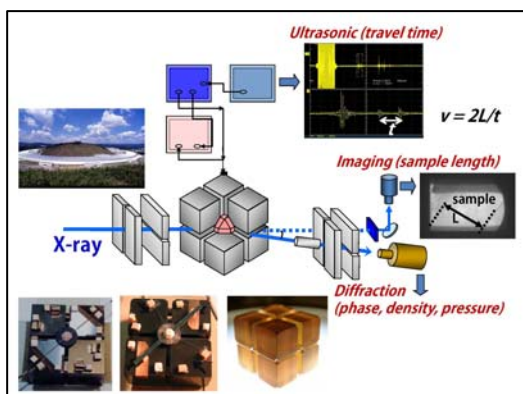 Ultrasonic (travel time)
t
v = 2L/t
Imaging (sample length)
sample
L
X-ray
Diffraction
(phase, density, pressure)